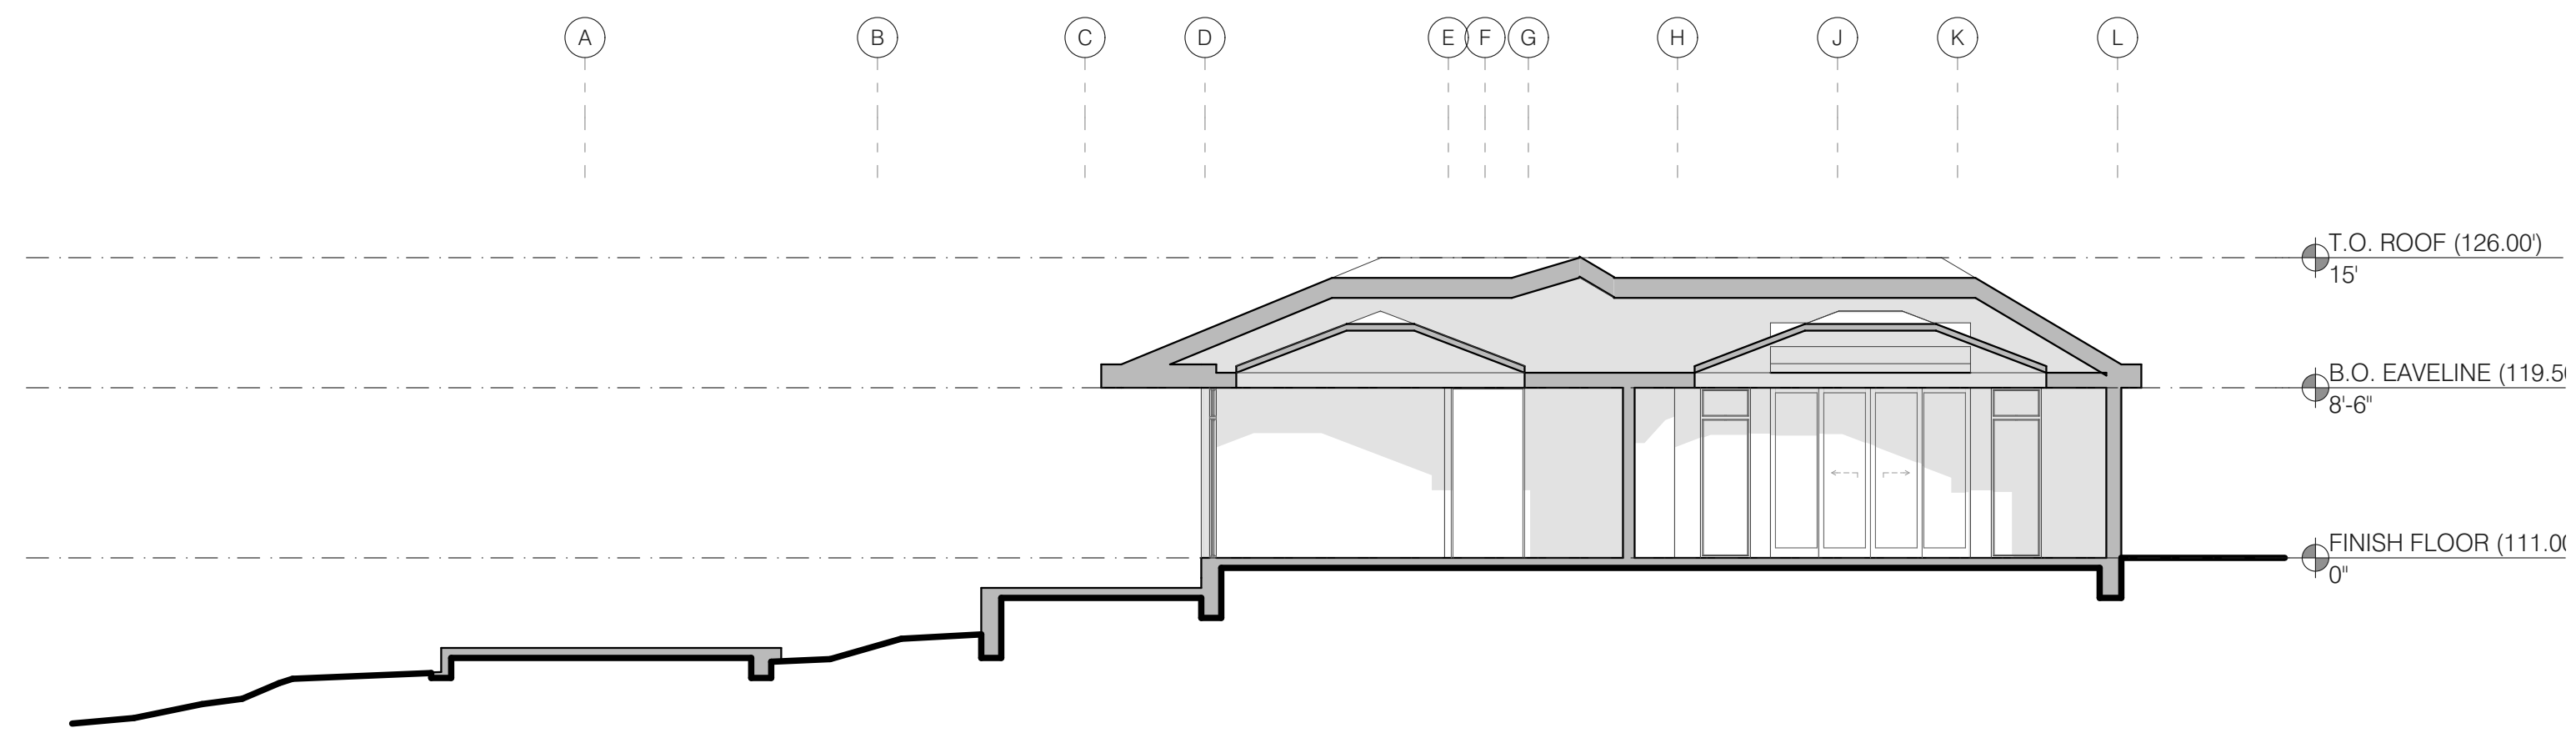 A B C D E F G H J K L
T.O. ROOF (126.00')
15'
B.O. EAVELINE (119.5
8'-6"
FINISH FLOOR (111.0
0"